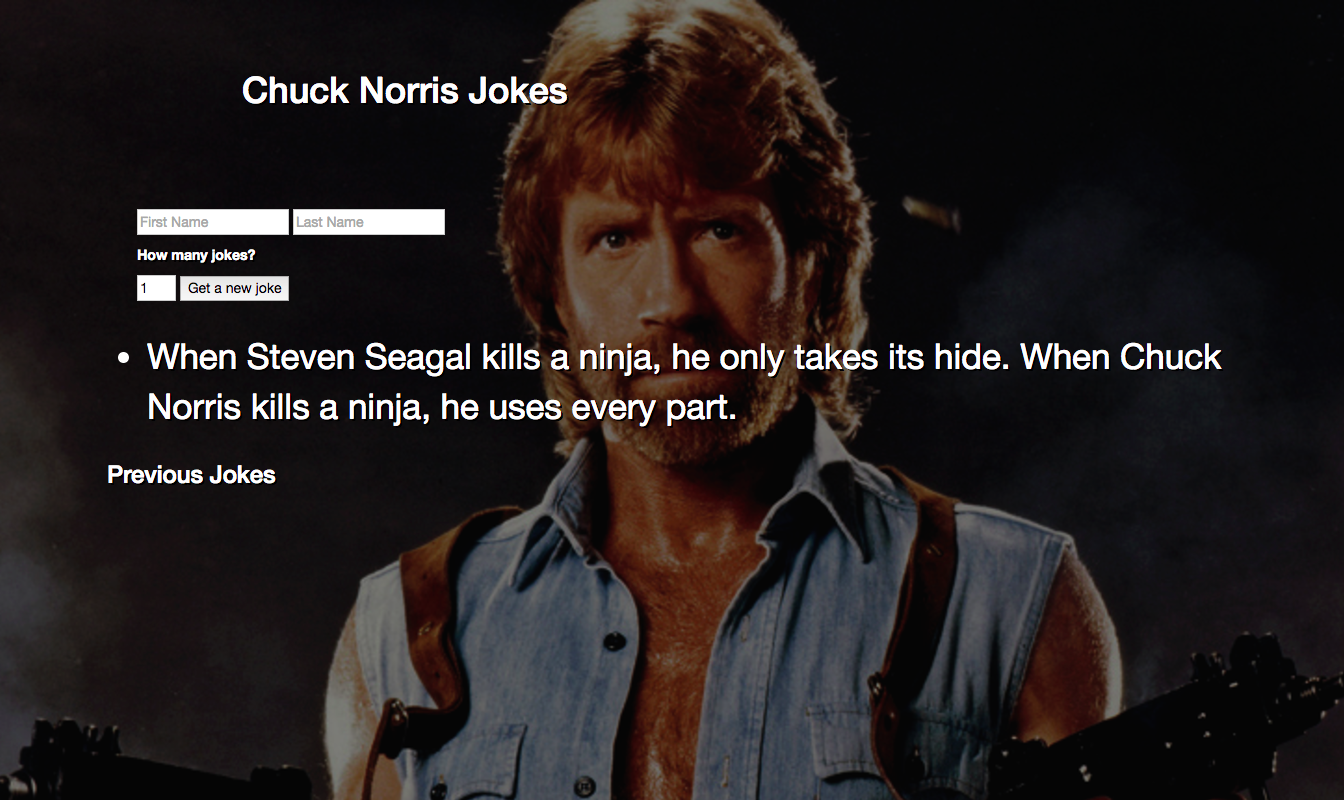 Chuck Norris Jokes
First Name Last Name
How many jokes?
1 Get a new joke
When Steven Seagal kills a ninja, he only takes its hide. When Chuck
Norris kills a ninja, he uses every part.
Previous Jokes